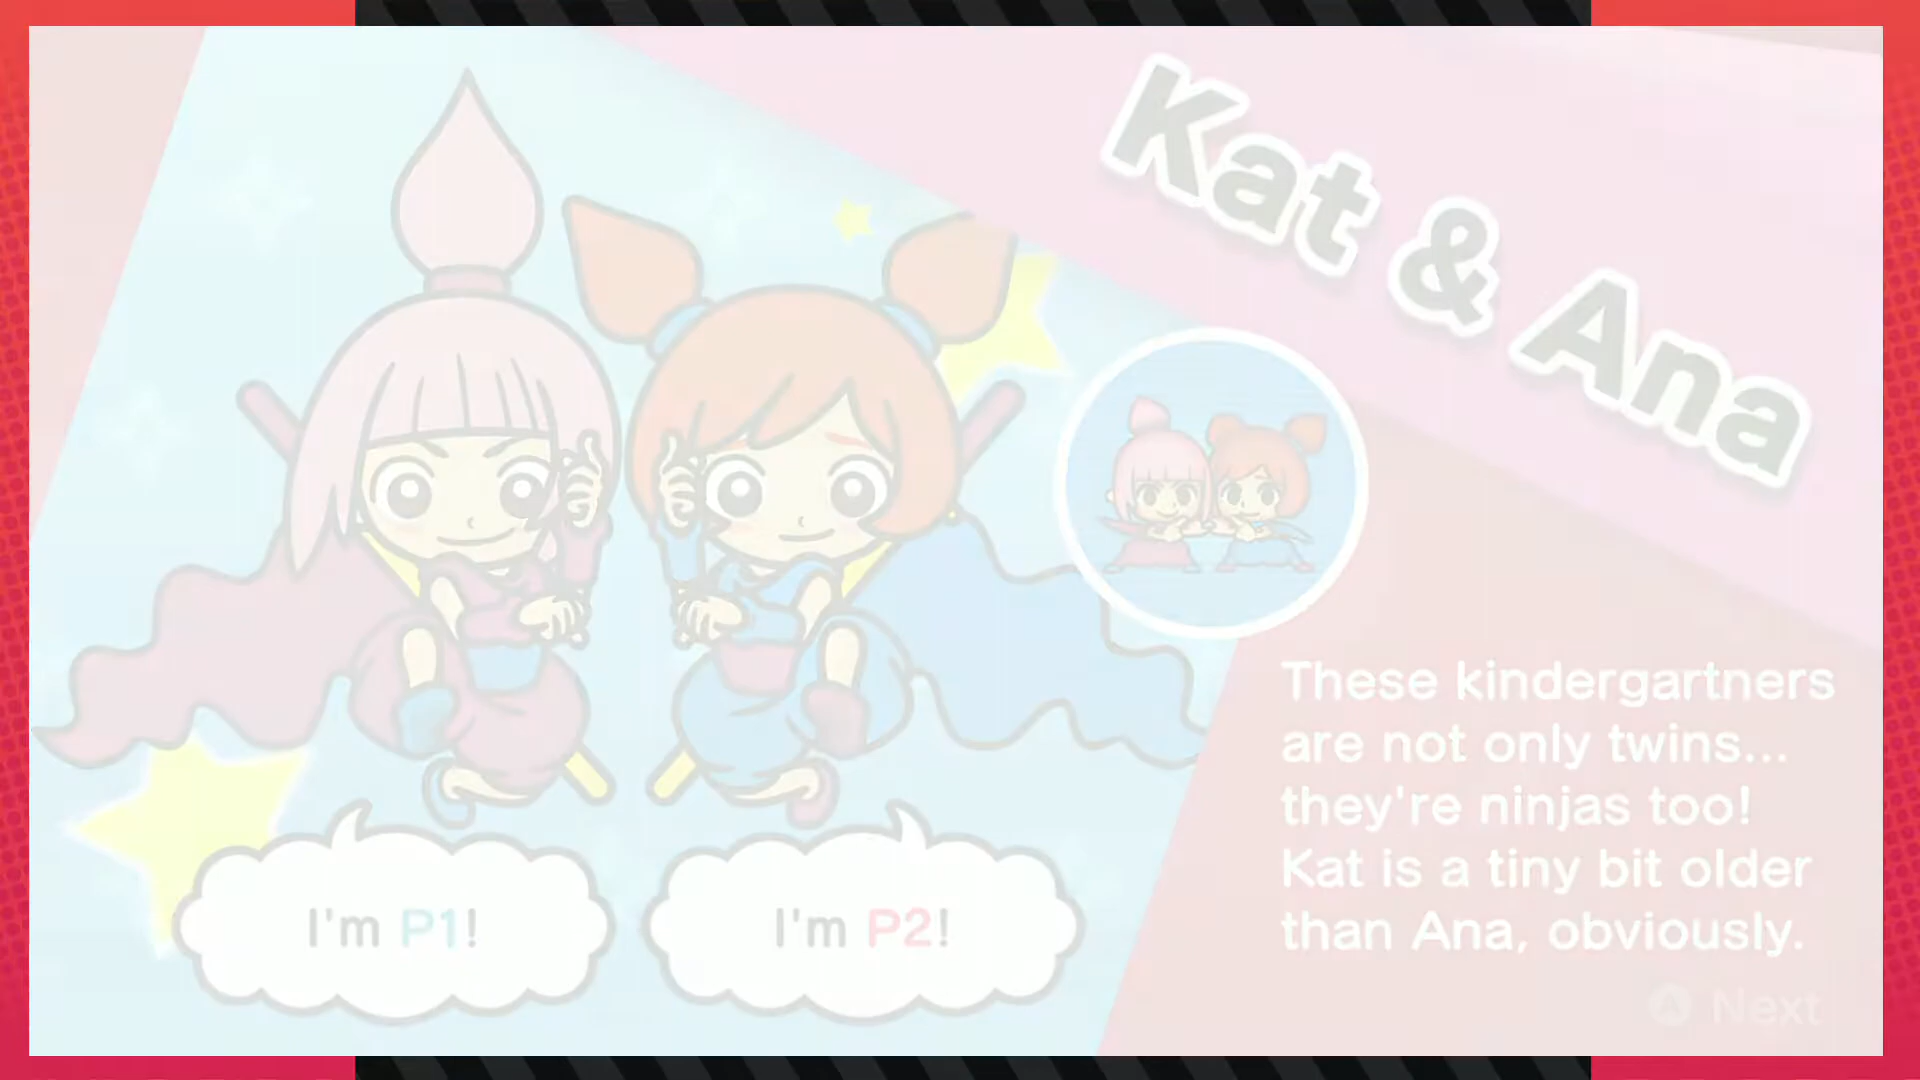 Kat & Ana
These kindergartners
are not only twins...
they're ninjas too!
Kat is a tiny bit older
than Ana, obviously.
I'm P1!
I'm P2!
A Next